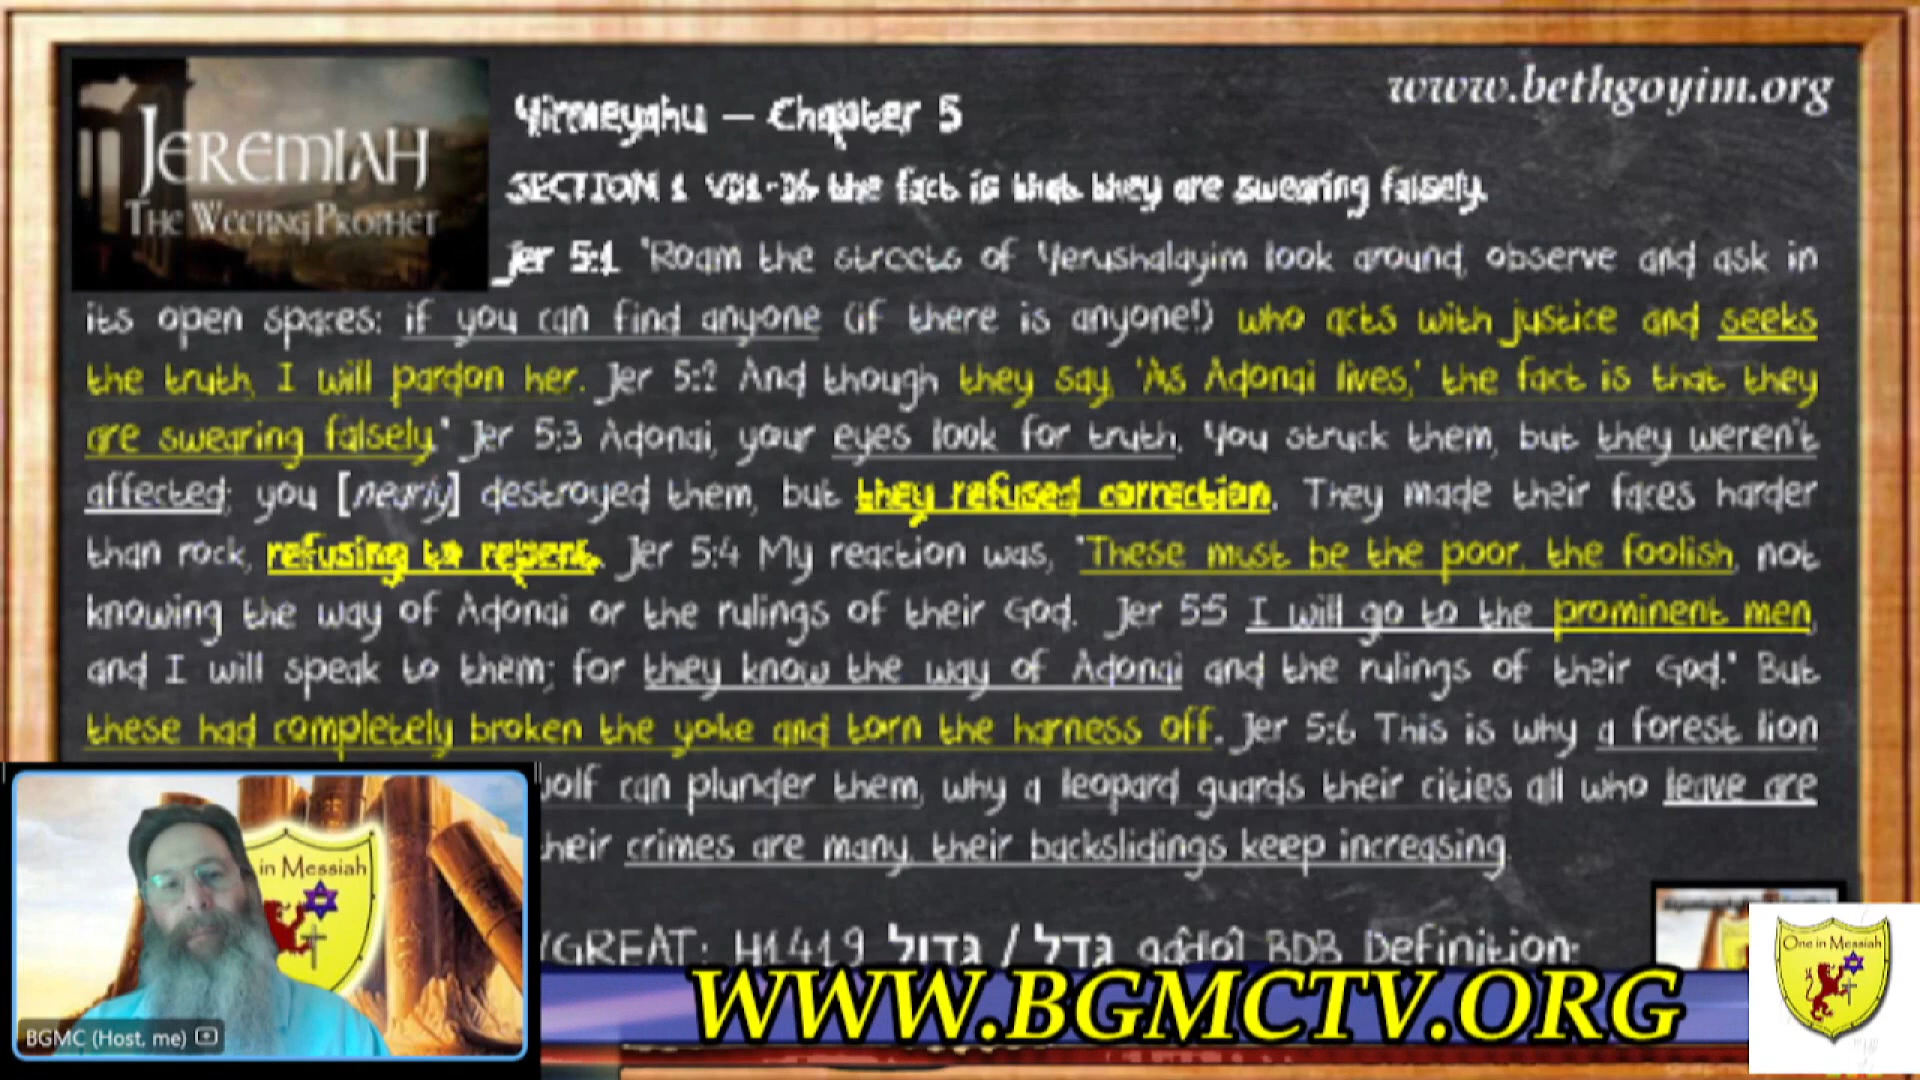 www.bethgoyim.org
JEREMIAH
THE WEEPING PROPHET
Yirmeyahu – Chapter 5
SECTION 1 V01-06 the fact is that they are swearing falsely.
Jer 5:1 "Roam the streets of Yerushalayim look around, observe and ask in
its open spaces: if you can find anyone (if there is anyone!) who acts with justice and seeks
the truth, I will pardon her. Jer 5:2 And though they say, 'As Adonai lives,' the fact is that they
are swearing falsely." Jer 5:3 Adonai, your eyes look for truth. You struck them, but they weren't
affected; you [nearly] destroyed them, but they refused correction. They made their faces harder
than rock, refusing to repent. Jer 5:4 My reaction was, "These must be the poor, the foolish, not
knowing the way of Adonai or the rulings of their God. Jer 5:5 I will go to the prominent men,
and I will speak to them; for they know the way of Adonai and the rulings of their God." But
these had completely broken the yoke and torn the harness off. Jer 5:6 This is why a forest lion
olf can plunder them, why a leopard guards their cities all who leave are
heir crimes are many, their backslidings keep increasing.
/GREAT: H1419 גדל / גדול gâdôl BDB Definition:
in Messiah
BGMC (Host, me)
WWW.BGMCTV.ORG
One in Messiah